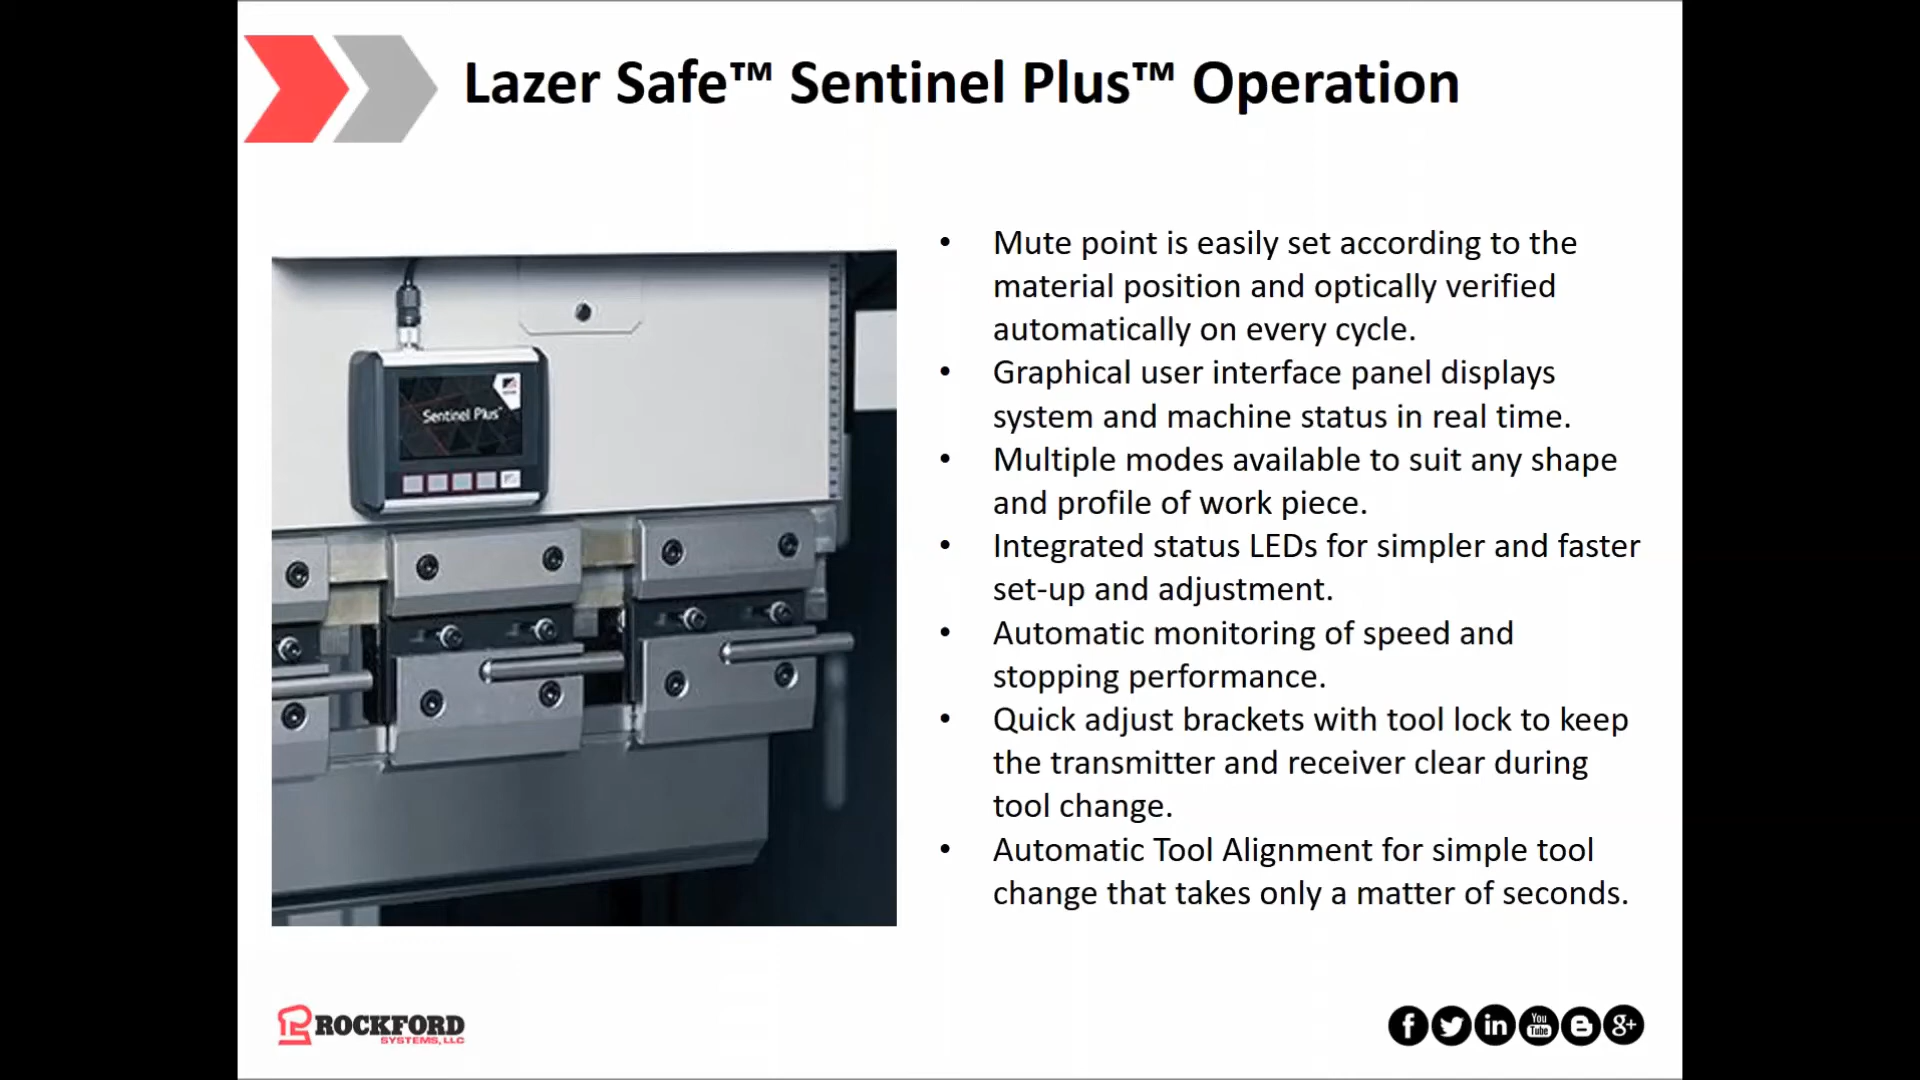 Lazer Safe™ Sentinel Plus™ Operation
Sentinel Plus™
• Mute point is easily set according to the
material position and optically verified
automatically on every cycle.
• Graphical user interface panel displays
system and machine status in real time.
• Multiple modes available to suit any shape
and profile of work piece.
• Integrated status LEDs for simpler and faster
set-up and adjustment.
• Automatic monitoring of speed and
stopping performance.
• Quick adjust brackets with tool lock to keep
the transmitter and receiver clear during
tool change.
• Automatic Tool Alignment for simple tool
change that takes only a matter of seconds.
ROCKFORD
SYSTEMS, LLC
f in You Tube B g+